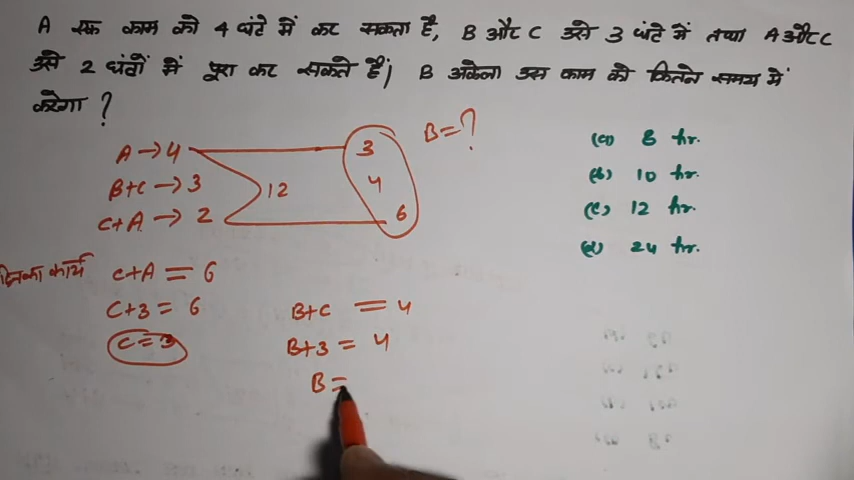 A एक काम को 4 घंटे में कर सकता है, B और C उसे 3 घंटे में तथा A और C
उसे 2 घंटों में पूरा कर सकते हैं| B अकेला उस काम को कितने समय में
करेगा ?
A → 4
B+C → 3
C+A → 2
12
3
4
6
B = ?
(a) 8 hr.
(b) 10 hr.
(c) 12 hr.
(d) 24 hr.
कार्य
C+A = 6
C+3 = 6
C = 3
B+C = 4
B+3 = 4
B =